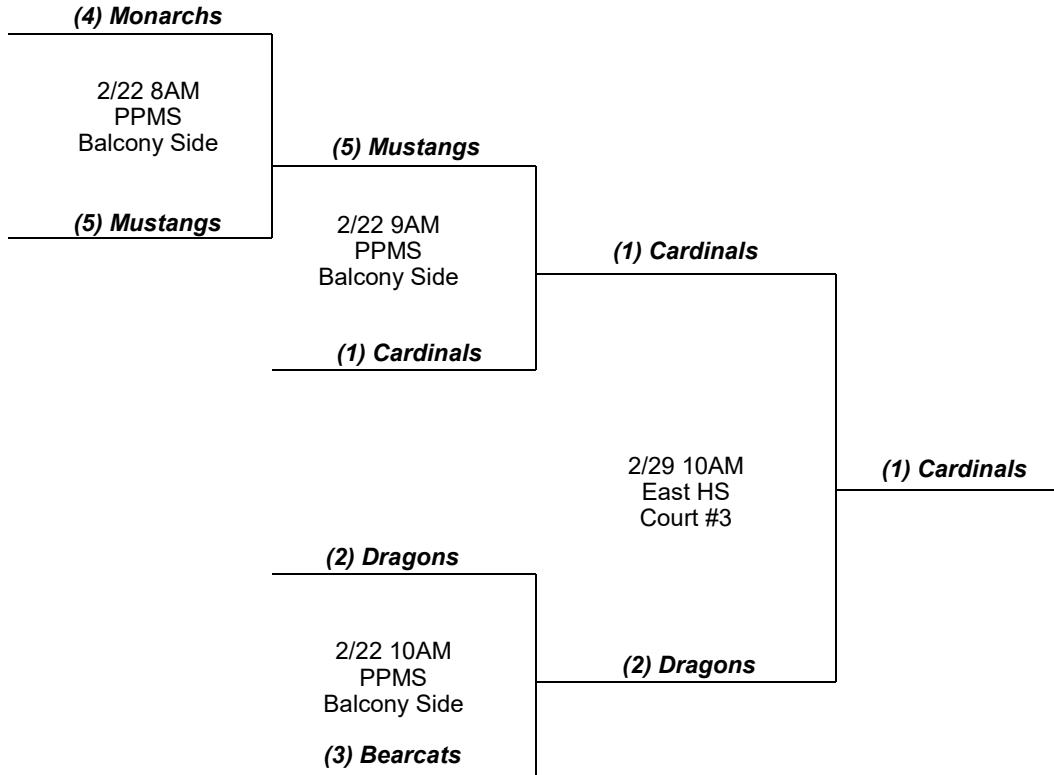 (4) Monarchs
2/22 8AM
PPMS
Balcony Side
(5) Mustangs
(5) Mustangs
2/22 9AM
PPMS
Balcony Side
(1) Cardinals
(1) Cardinals
2/29 10AM
East HS
Court #3
(1) Cardinals
(2) Dragons
2/22 10AM
PPMS
Balcony Side
(3) Bearcats
(2) Dragons